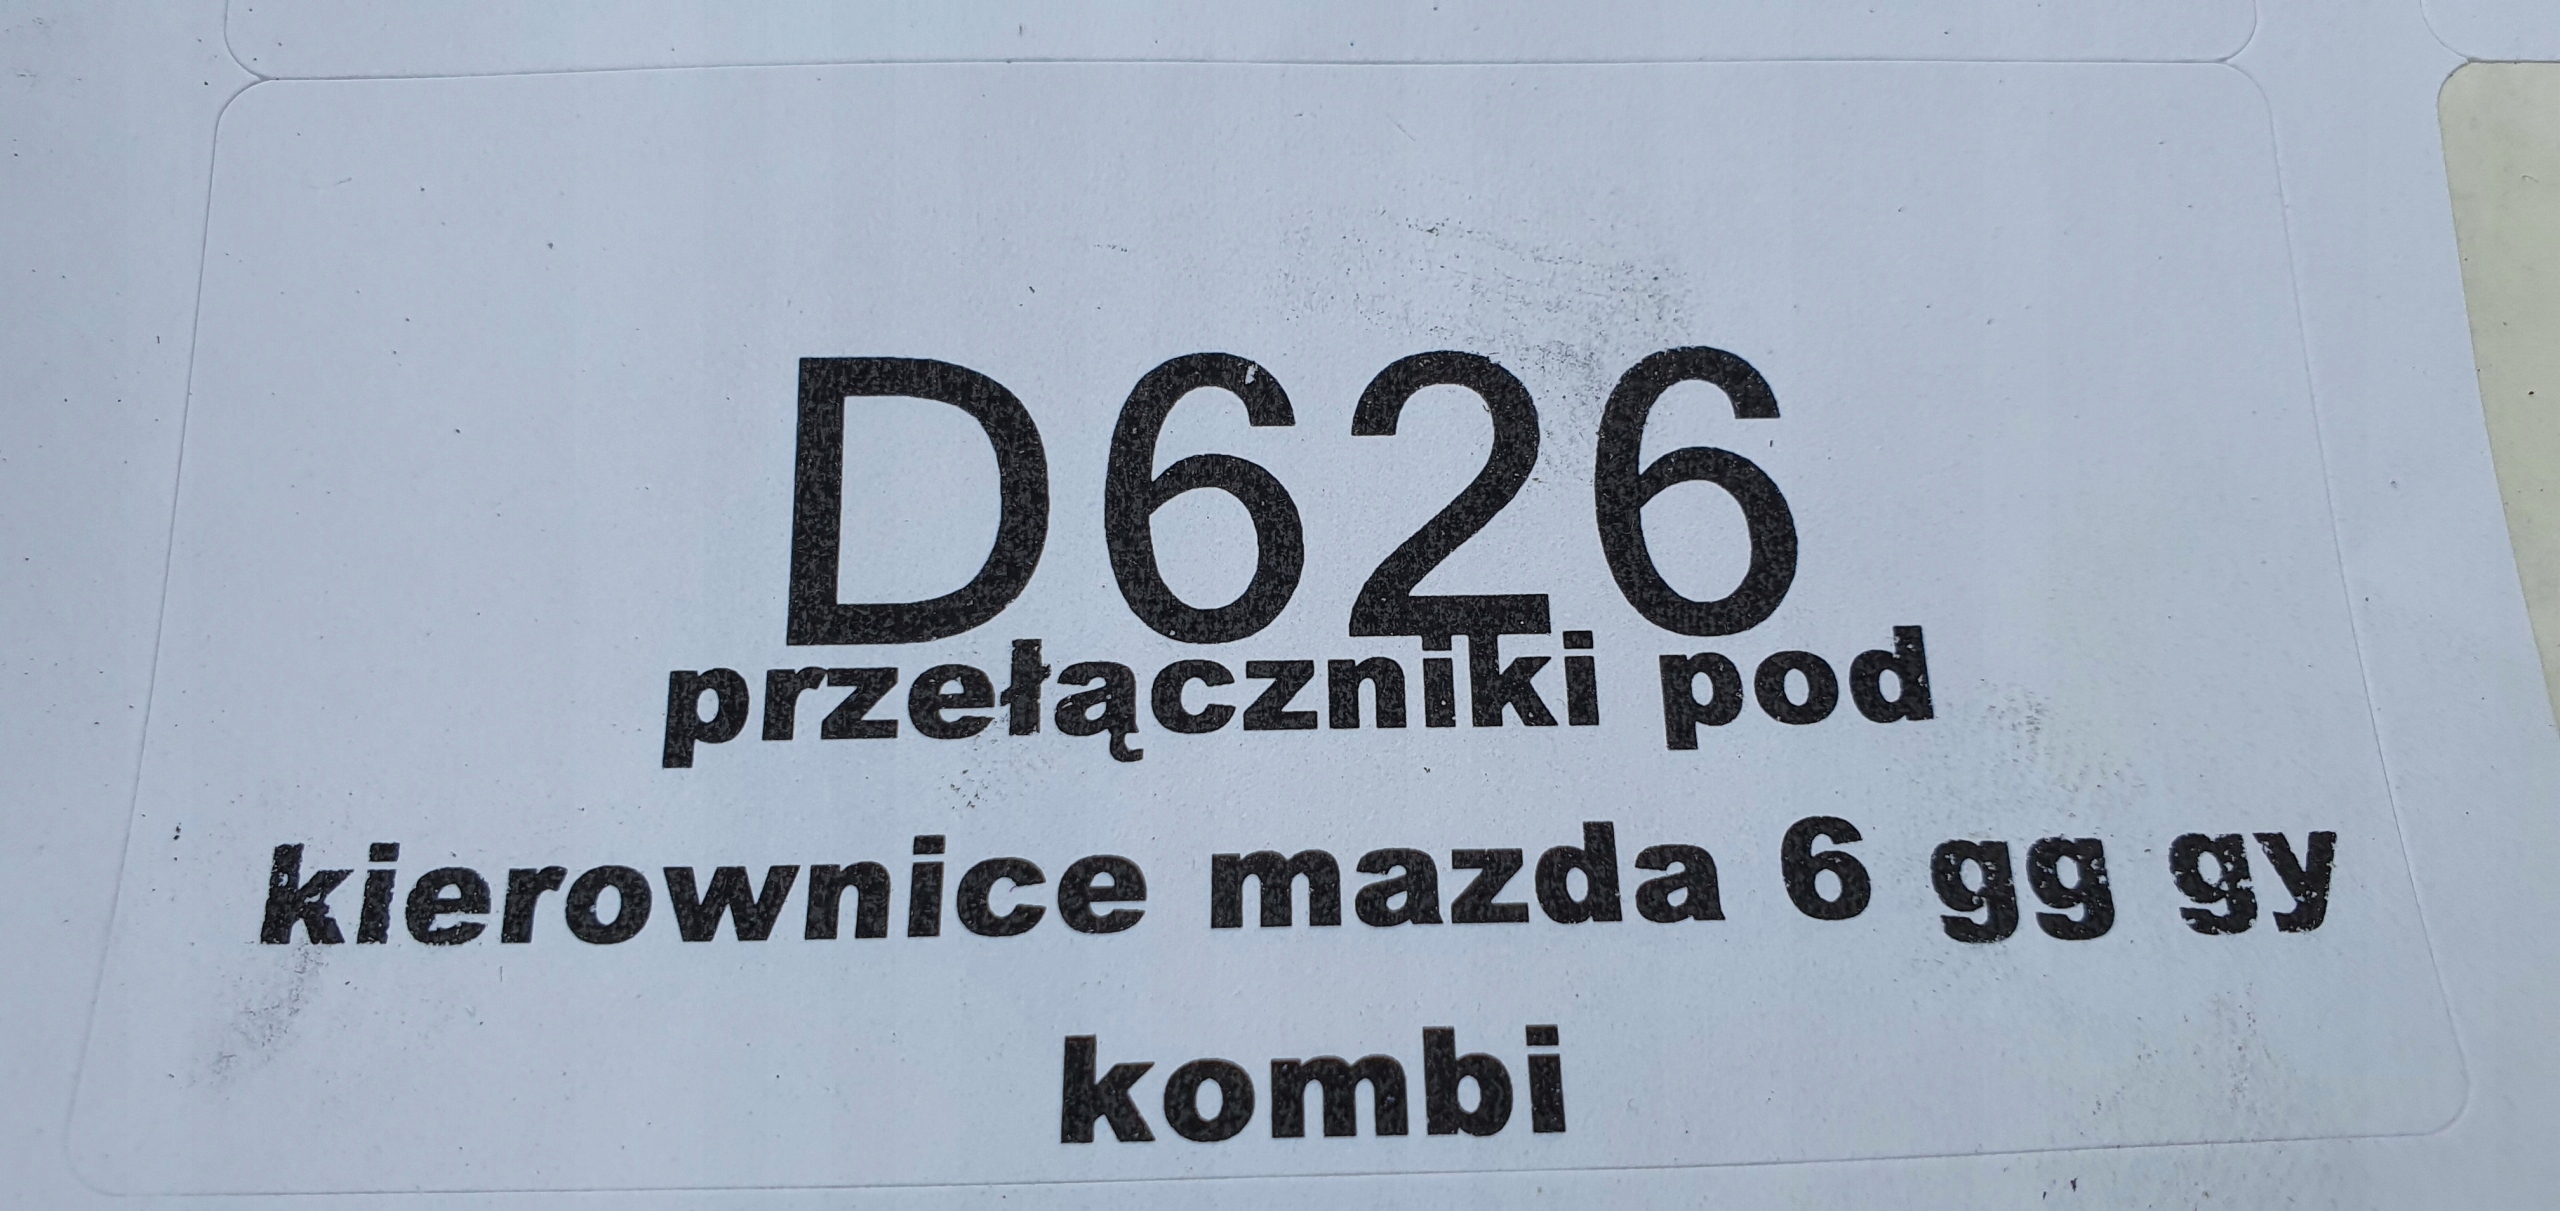 D626
przełączniki pod
kierownice mazda 6 gg gy
kombi